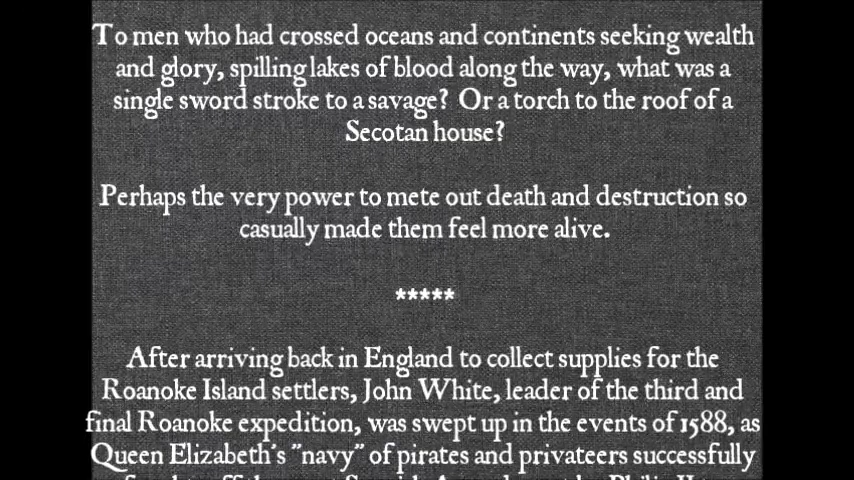 To men who had crossed oceans and continents seeking wealth
and glory, spilling lakes of blood along the way, what was a
single sword stroke to a savage? Or a torch to the roof of a
Secotan house?
Perhaps the very power to mete out death and destruction so
casually made them feel more alive.
*****
After arriving back in England to collect supplies for the
Roanoke Island settlers, John White, leader of the third and
final Roanoke expedition, was swept up in the events of 1588, as
Queen Elizabeth's "navy" of pirates and privateers successfully